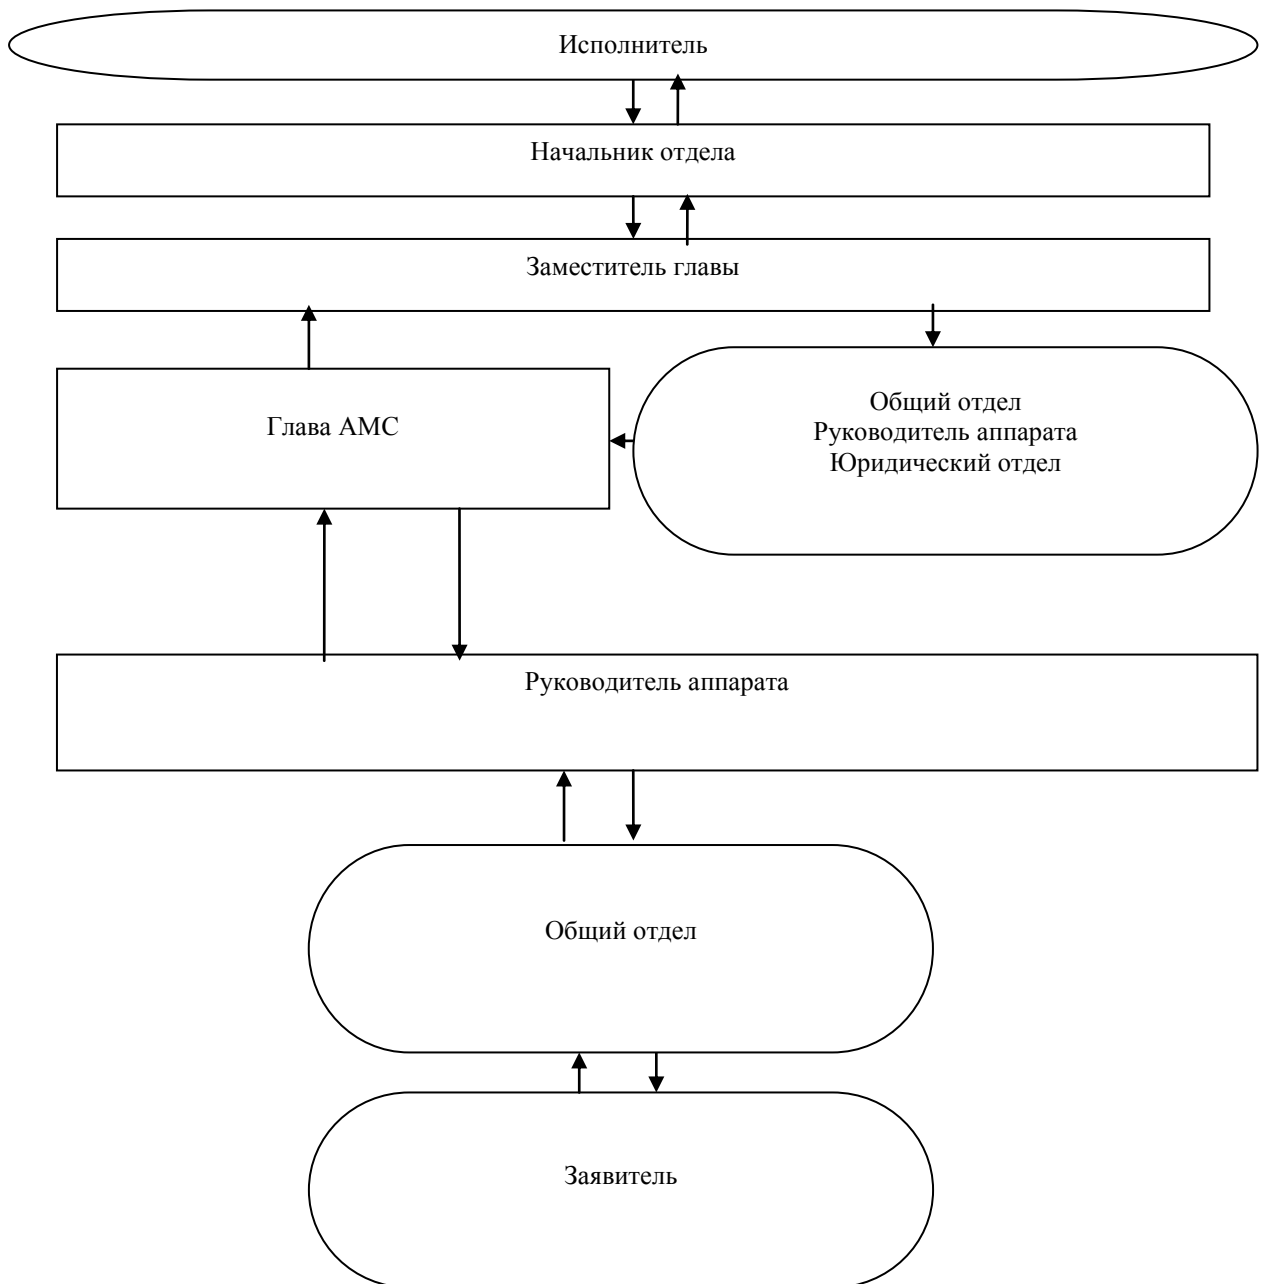 Исполнитель
Начальник отдела
Заместитель главы
Глава АМС
Общий отдел
Руководитель аппарата
Юридический отдел
Руководитель аппарата
Общий отдел
Заявитель